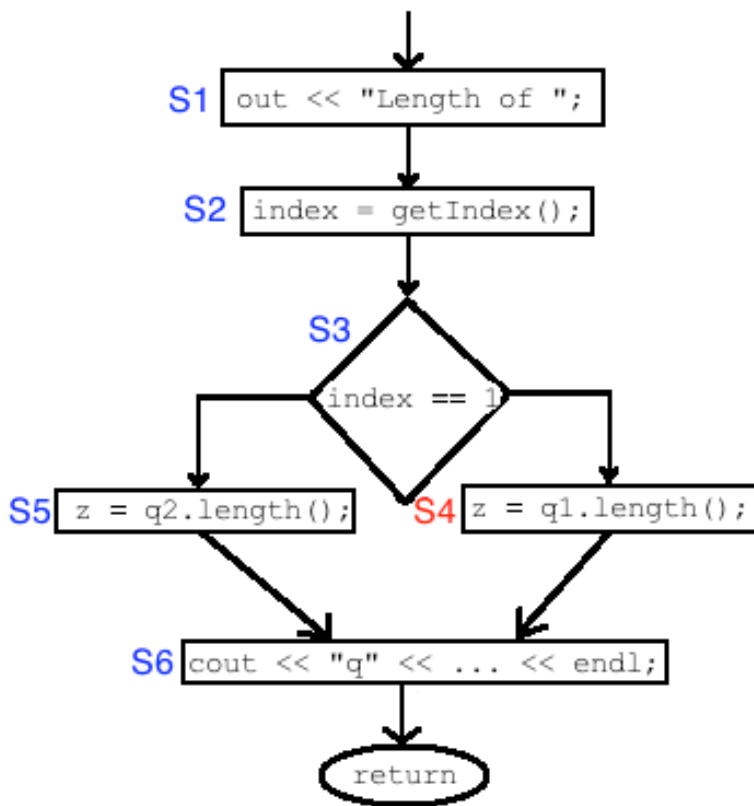 S1 out << "Length of ";
S2 index = getIndex();
S3
index == 1
S5 z = q2.length(); S4 z = q1.length();
S6 cout << "q" << ... << endl;
return